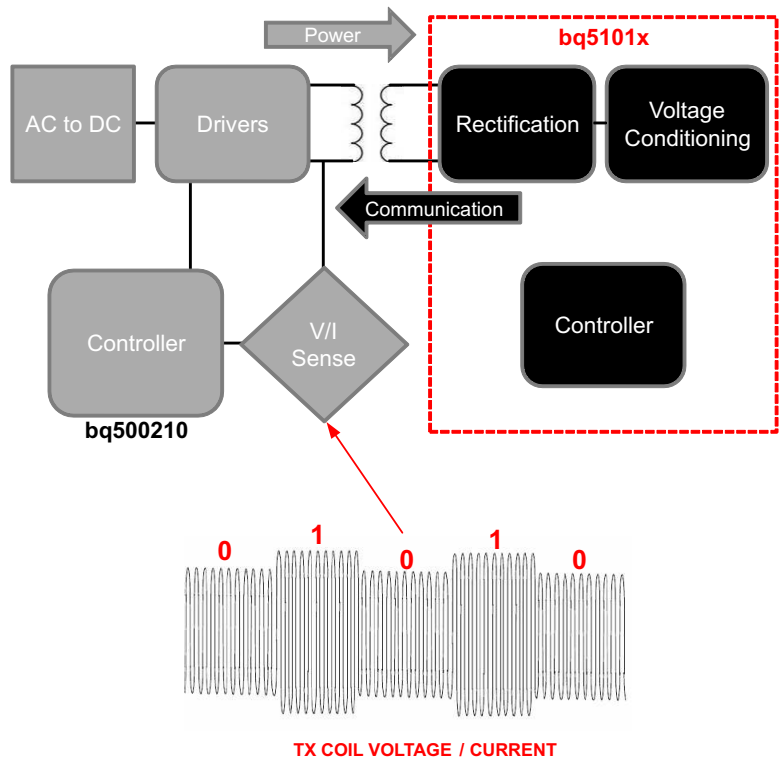 Power
bq5101x
AC to DC
Drivers
Rectification
Voltage
Conditioning
Communication
Controller
V/I
Sense
Controller
bq500210
0
1
0
1
0
TX COIL VOLTAGE / CURRENT